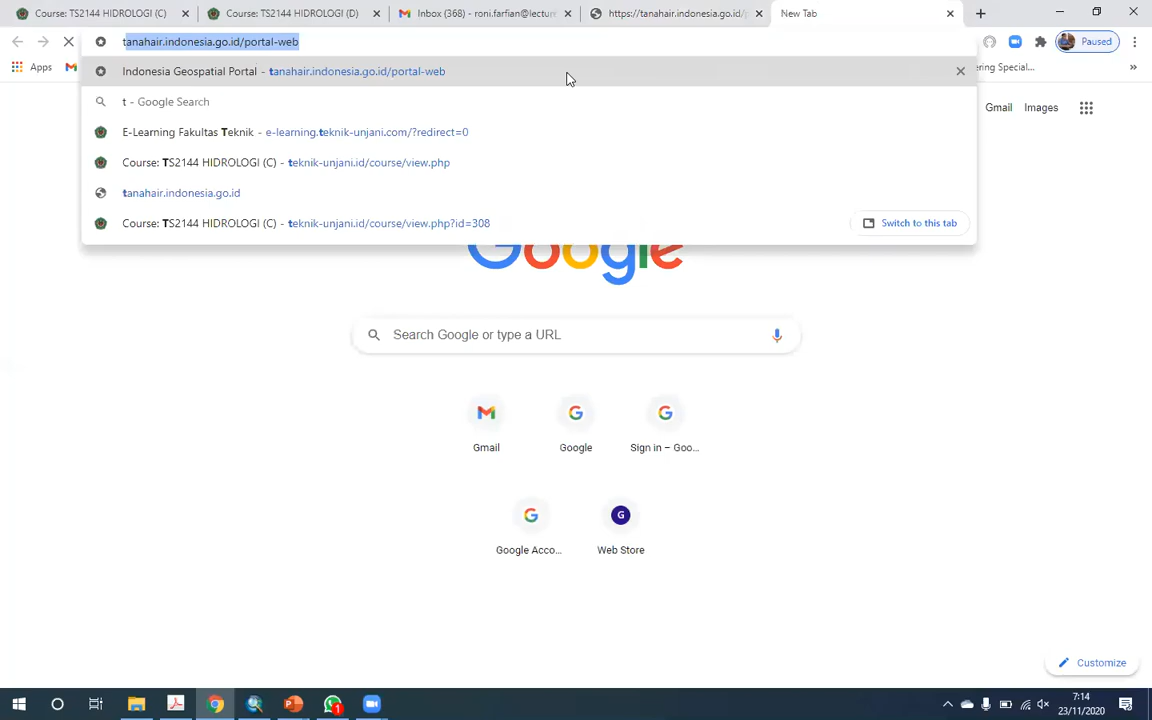 Course: TS2144 HIDROLOGI (C)
Course: TS2144 HIDROLOGI (D)
Inbox (368) - roni.farfian@lectur
https://tanahair.indonesia.go.id/p
New Tab
tanahair.indonesia.go.id/portal-web
Paused
Apps
Indonesia Geospatial Portal - tanahair.indonesia.go.id/portal-web
ring Special...
t - Google Search
Gmail
Images
E-Learning Fakultas Teknik - e-learning.teknik-unjani.com/?redirect=0
Course: TS2144 HIDROLOGI (C) - teknik-unjani.id/course/view.php
tanahair.indonesia.go.id
Course: TS2144 HIDROLOGI (C) - teknik-unjani.id/course/view.php?id=308
Switch to this tab
Google
Search Google or type a URL
Gmail
Google
Sign in – Goo...
G
Google Acco...
Web Store
Customize
1
7:14
23/11/2020